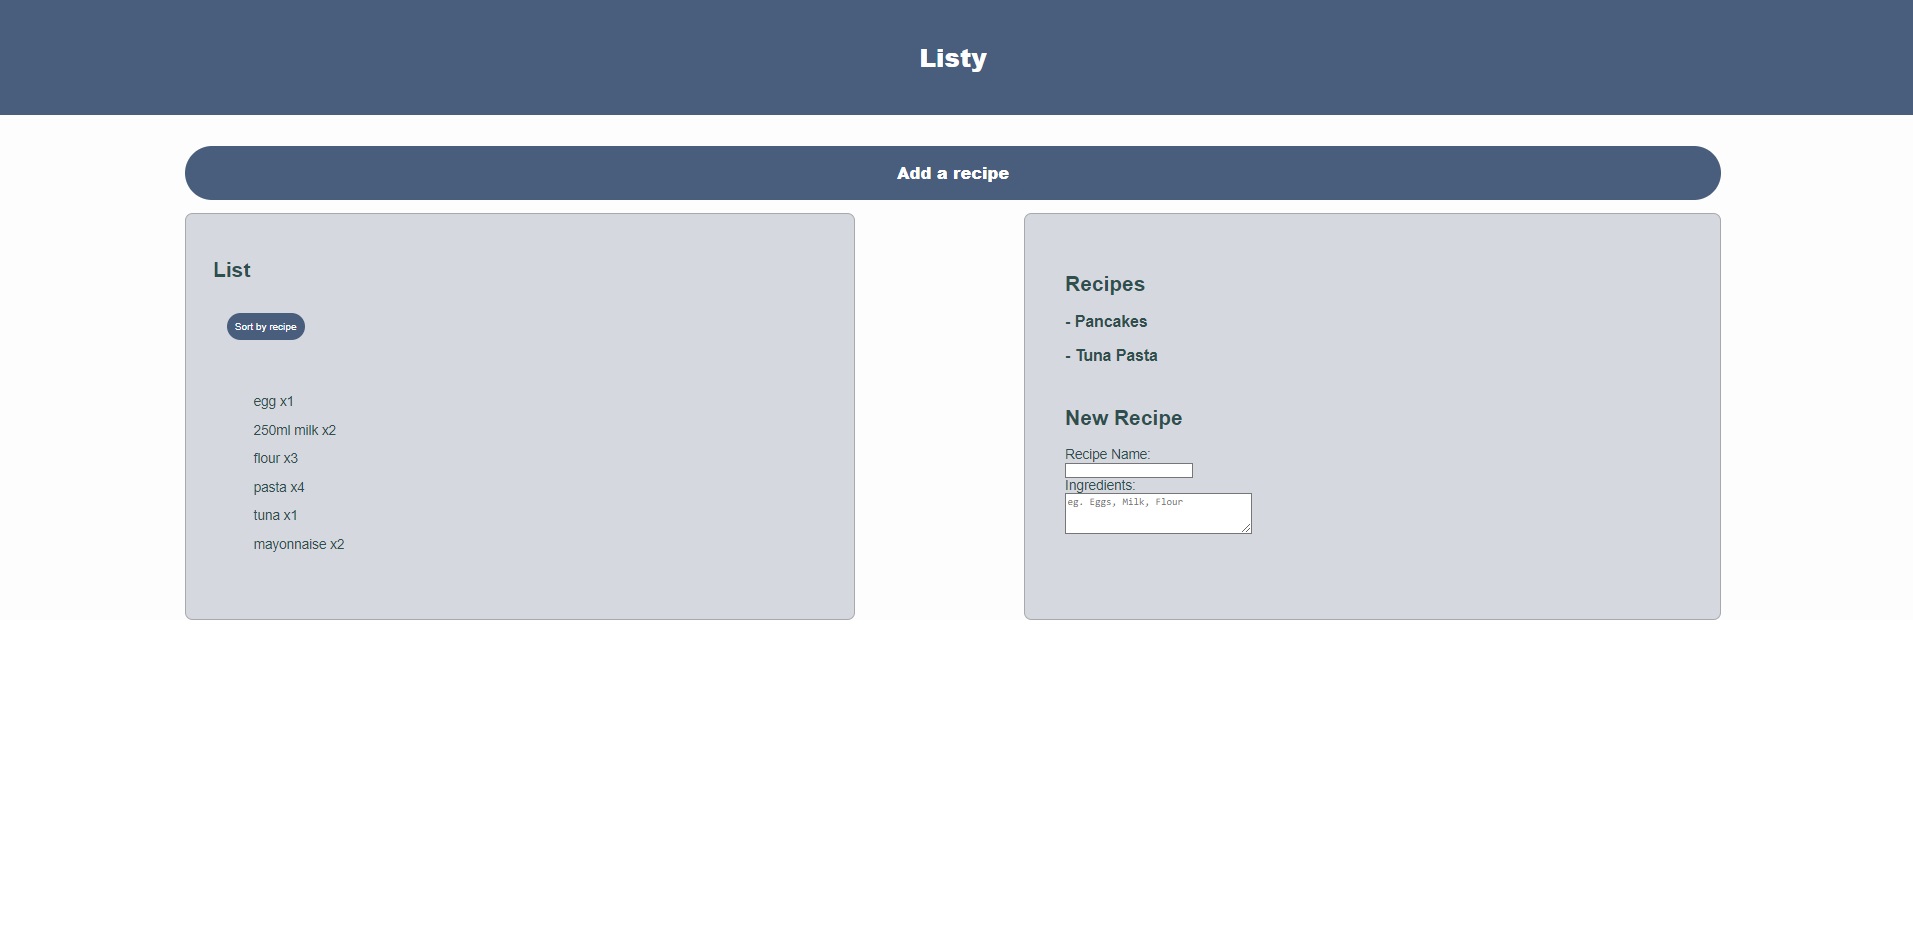 Listy
Add a recipe
List
Sort by recipe
egg x1
250ml milk x2
flour x3
pasta x4
tuna x1
mayonnaise x2
Recipes
- Pancakes
- Tuna Pasta
New Recipe
Recipe Name:
Ingredients:
eg. Eggs, Milk, Flour